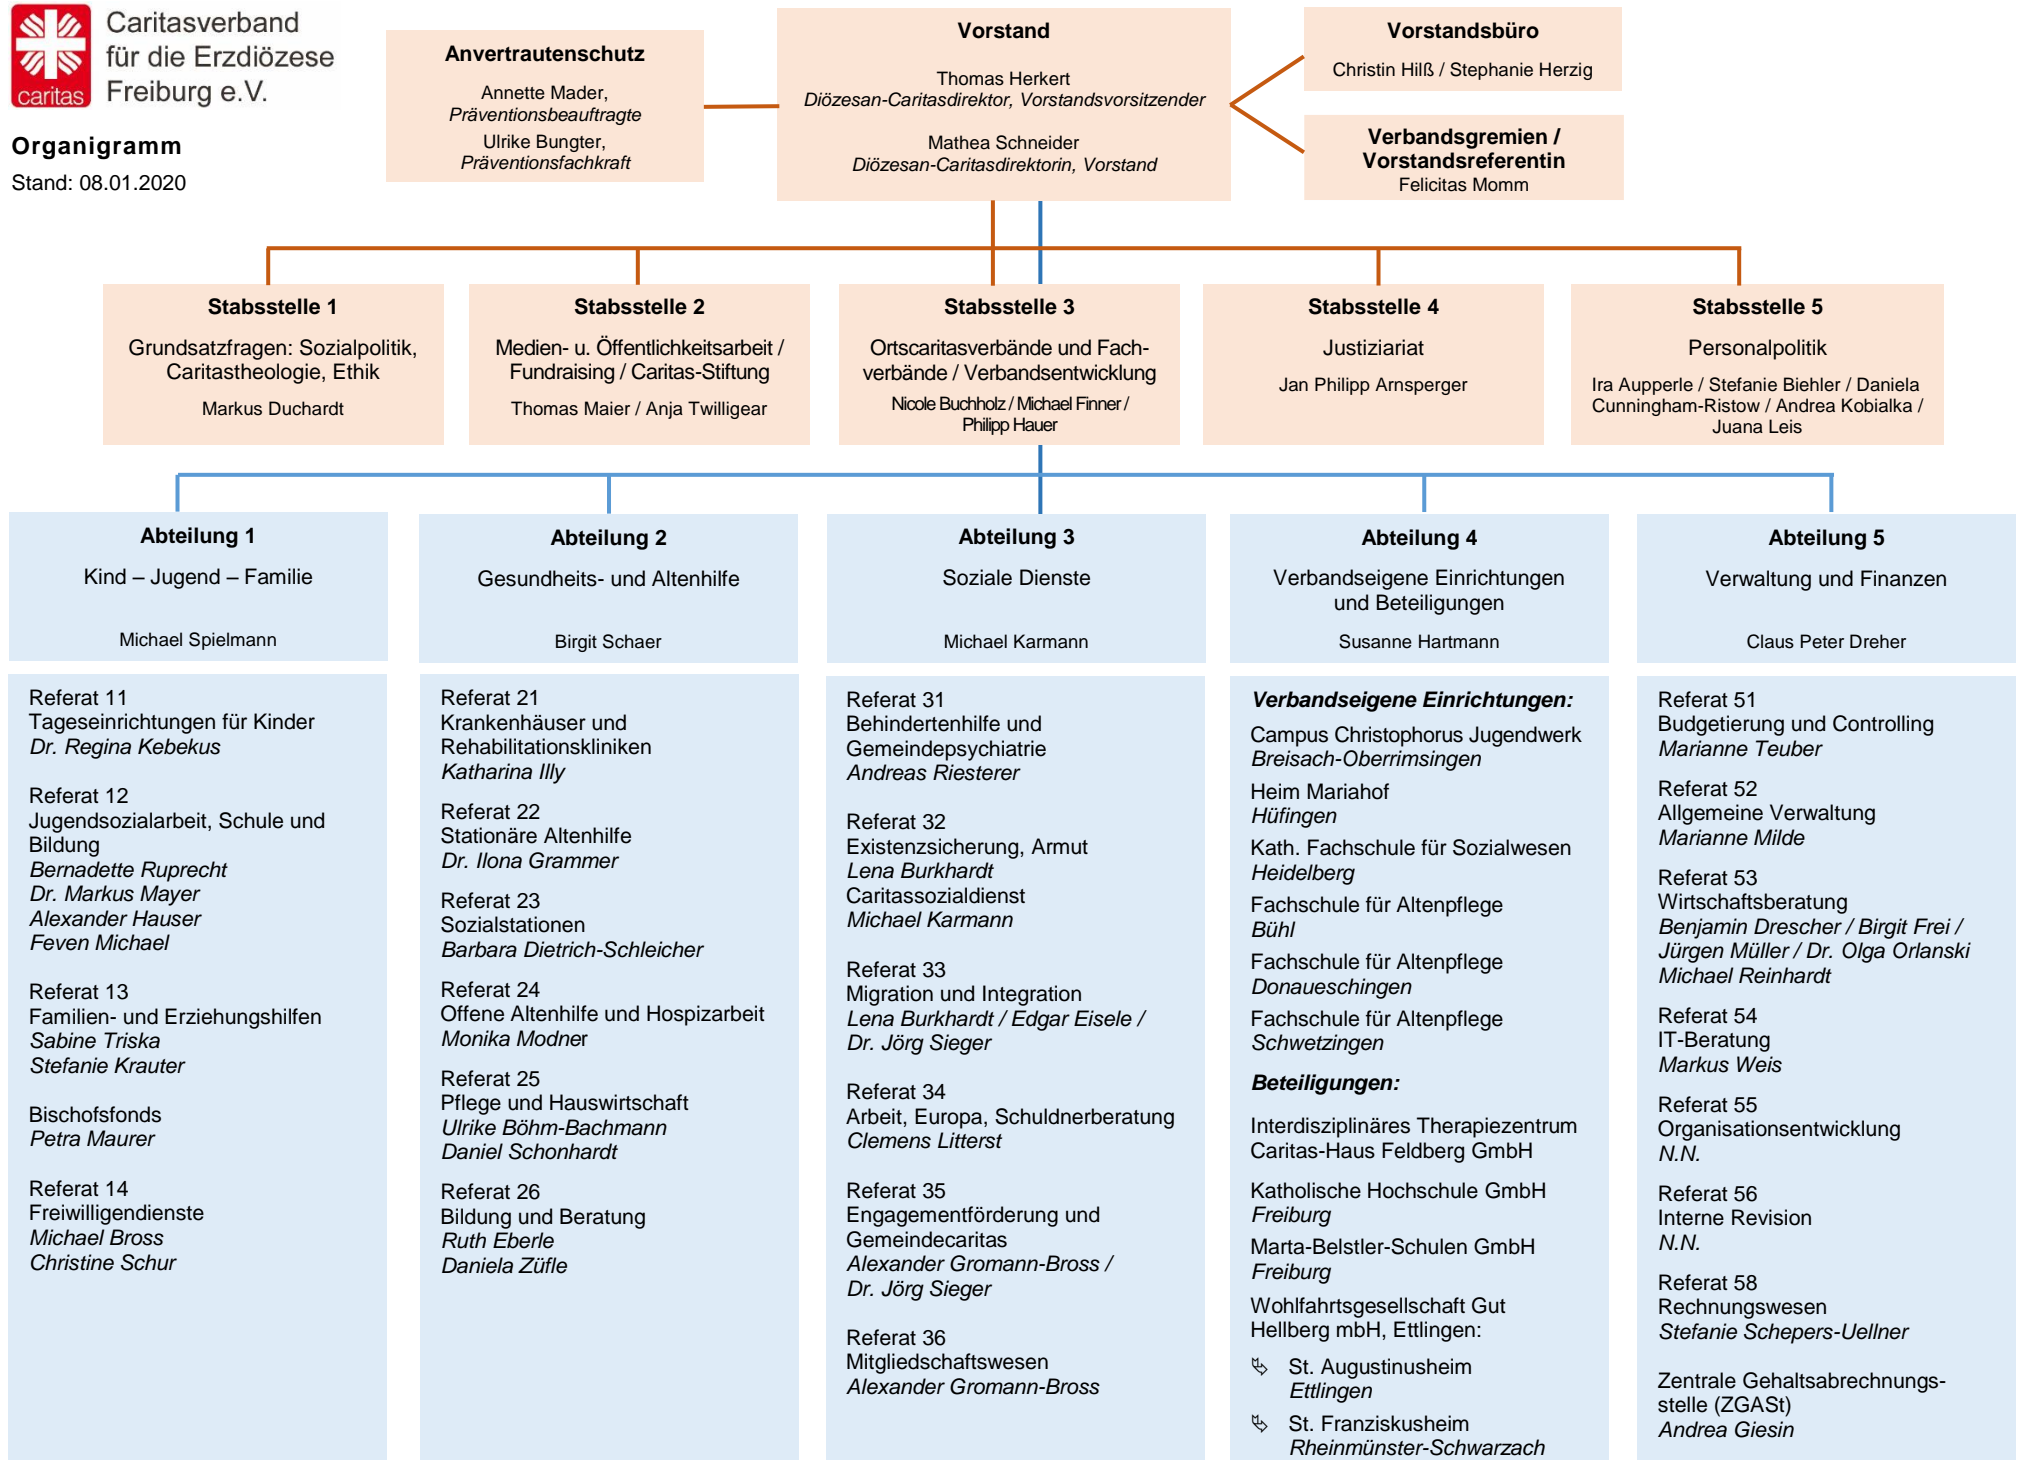 Caritasverband
für die Erzdiözese
Freiburg e.V.
caritas
Organigramm
Stand: 08.01.2020
Anvertrautenschutz
Annette Mader,
Präventionsbeauftragte
Ulrike Bungter,
Präventionsfachkraft
Vorstand
Thomas Herkert
Diözesan-Caritasdirektor, Vorstandsvorsitzender
Mathea Schneider
Diözesan-Caritasdirektorin, Vorstand
Vorstandsbüro
Christin Hilß / Stephanie Herzig
Verbandsgremien /
Vorstandsreferentin
Felicitas Momm
Stabsstelle 1
Grundsatzfragen: Sozialpolitik,
Caritastheologie, Ethik
Markus Duchardt
Stabsstelle 2
Medien- u. Öffentlichkeitsarbeit /
Fundraising / Caritas-Stiftung
Thomas Maier / Anja Twilligear
Stabsstelle 3
Ortscaritasverbände und Fach-
verbände / Verbandsentwicklung
Nicole Buchholz / Michael Finner /
Philipp Hauer
Stabsstelle 4
Justiziariat
Jan Philipp Arnsperger
Stabsstelle 5
Personalpolitik
Ira Aupperle / Stefanie Biehler / Daniela
Cunningham-Ristow / Andrea Kobialka /
Juana Leis
Abteilung 1
Kind – Jugend – Familie
Michael Spielmann
Referat 11
Tageseinrichtungen für Kinder
Dr. Regina Kebekus
Referat 12
Jugendsozialarbeit, Schule und
Bildung
Bernadette Ruprecht
Dr. Markus Mayer
Alexander Hauser
Feven Michael
Referat 13
Familien- und Erziehungshilfen
Sabine Triska
Stefanie Krauter
Bischofsfonds
Petra Maurer
Referat 14
Freiwilligendienste
Michael Bross
Christine Schur
Abteilung 2
Gesundheits- und Altenhilfe
Birgit Schaer
Referat 21
Krankenhäuser und
Rehabilitationskliniken
Katharina Illy
Referat 22
Stationäre Altenhilfe
Dr. Ilona Grammer
Referat 23
Sozialstationen
Barbara Dietrich-Schleicher
Referat 24
Offene Altenhilfe und Hospizarbeit
Monika Modner
Referat 25
Pflege und Hauswirtschaft
Ulrike Böhm-Bachmann
Daniel Schonhardt
Referat 26
Bildung und Beratung
Ruth Eberle
Daniela Züfle
Abteilung 3
Soziale Dienste
Michael Karmann
Referat 31
Behindertenhilfe und
Gemeindepsychiatrie
Andreas Riesterer
Referat 32
Existenzsicherung, Armut
Lena Burkhardt
Caritassozialdienst
Michael Karmann
Referat 33
Migration und Integration
Lena Burkhardt / Edgar Eisele /
Dr. Jörg Sieger
Referat 34
Arbeit, Europa, Schuldnerberatung
Clemens Litterst
Referat 35
Engagementförderung und
Gemeindecaritas
Alexander Gromann-Bross /
Dr. Jörg Sieger
Referat 36
Mitgliedschaftswesen
Alexander Gromann-Bross
Abteilung 4
Verbandseigene Einrichtungen
und Beteiligungen
Susanne Hartmann
Verbandseigene Einrichtungen:
Campus Christophorus Jugendwerk
Breisach-Oberrimsingen
Heim Mariahof
Hüfingen
Kath. Fachschule für Sozialwesen
Heidelberg
Fachschule für Altenpflege
Bühl
Fachschule für Altenpflege
Donaueschingen
Fachschule für Altenpflege
Schwetzingen
Beteiligungen:
Interdisziplinäres Therapiezentrum
Caritas-Haus Feldberg GmbH
Katholische Hochschule GmbH
Freiburg
Marta-Belstler-Schulen GmbH
Freiburg
Wohlfahrtsgesellschaft Gut
Hellberg mbH, Ettlingen:
St. Augustinusheim
Ettlingen
St. Franziskusheim
Rheinmünster-Schwarzach
Abteilung 5
Verwaltung und Finanzen
Claus Peter Dreher
Referat 51
Budgetierung und Controlling
Marianne Teuber
Referat 52
Allgemeine Verwaltung
Marianne Milde
Referat 53
Wirtschaftsberatung
Benjamin Drescher / Birgit Frei /
Jürgen Müller / Dr. Olga Orlanski
Michael Reinhardt
Referat 54
IT-Beratung
Markus Weis
Referat 55
Organisationsentwicklung
N.N.
Referat 56
Interne Revision
N.N.
Referat 58
Rechnungswesen
Stefanie Schepers-Uellner
Zentrale Gehaltsabrechnungs-
stelle (ZGASt)
Andrea Giesin